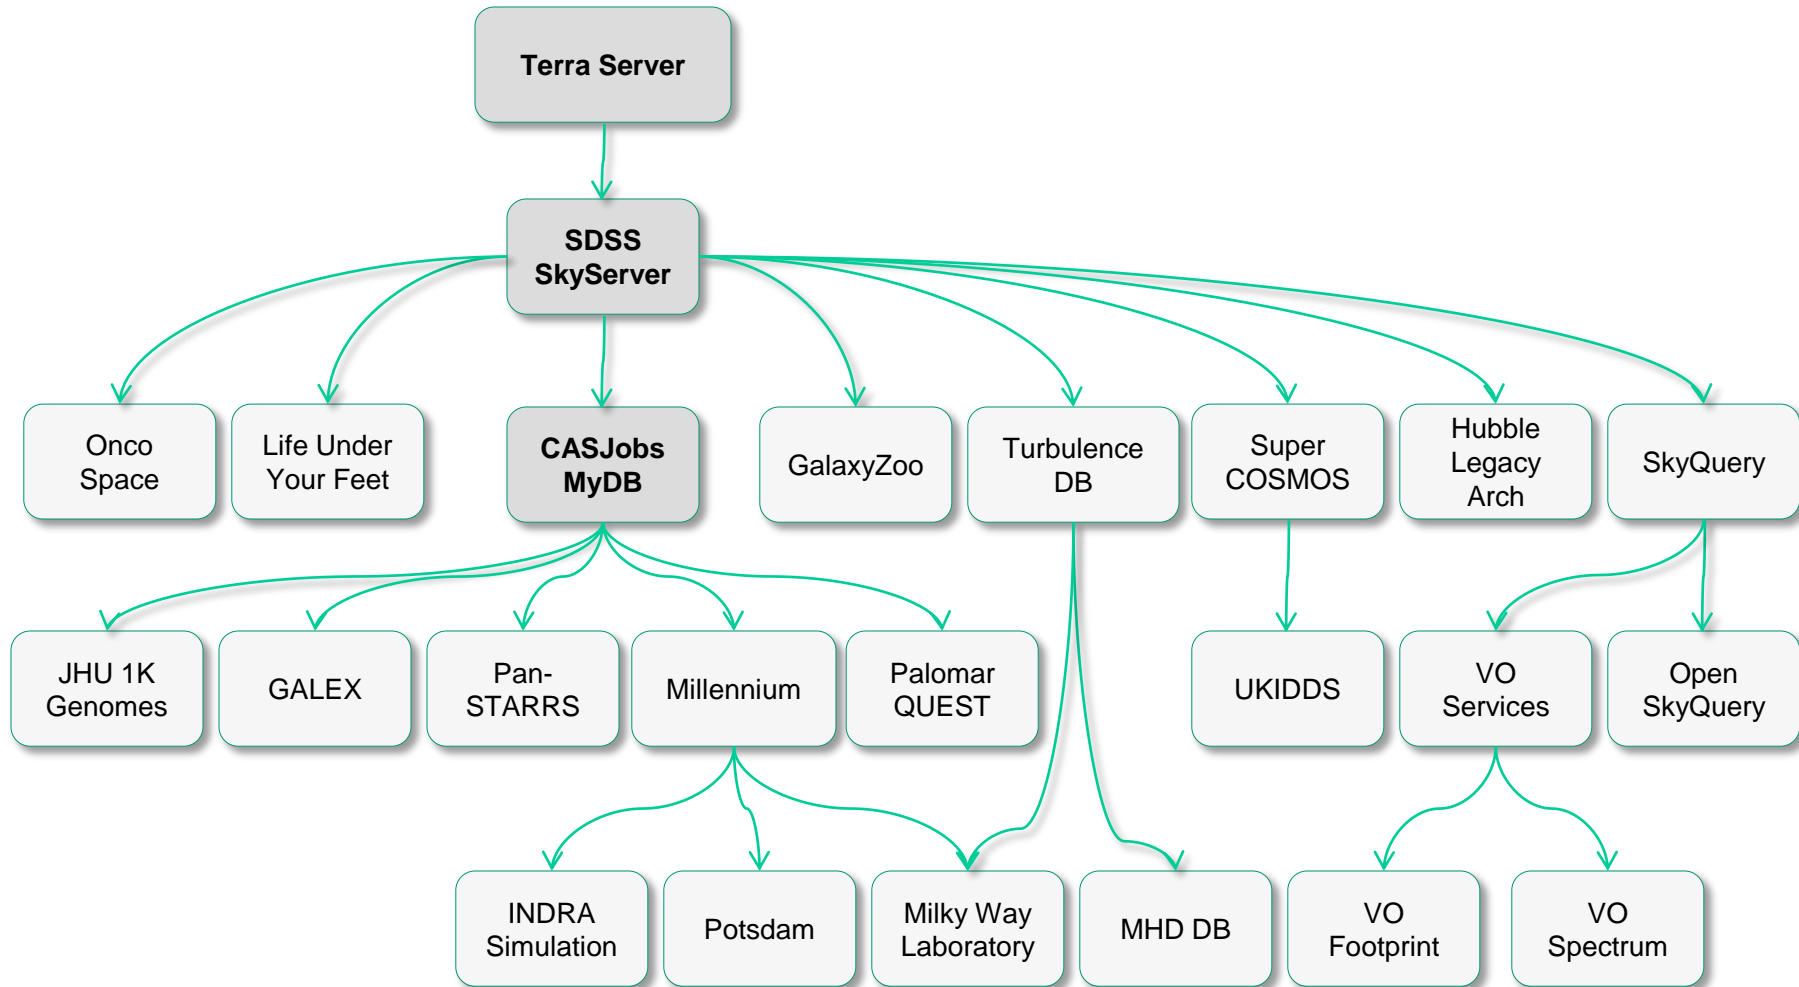 Terra Server
SDSS
SkyServer
Onco
Space
Life Under
Your Feet
CASJobs
MyDB
GalaxyZoo
Turbulence
DB
Super
COSMOS
Hubble
Legacy
Arch
SkyQuery
JHU 1K
Genomes
GALEX
Pan-
STARRS
Millennium
Palomar
QUEST
UKIDDS
VO
Services
Open
SkyQuery
INDRA
Simulation
Potsdam
Milky Way
Laboratory
MHD DB
VO
Footprint
VO
Spectrum